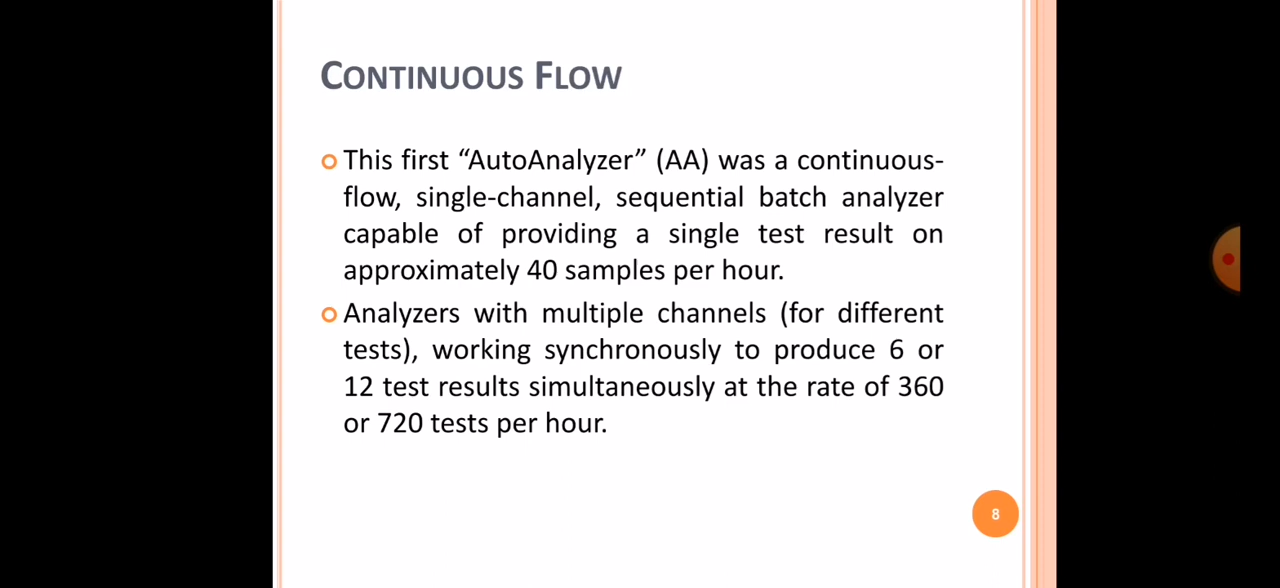 CONTINUOUS FLOW
This first “AutoAnalyzer” (AA) was a continuous-
flow, single-channel, sequential batch analyzer
capable of providing a single test result on
approximately 40 samples per hour.
Analyzers with multiple channels (for different
tests), working synchronously to produce 6 or
12 test results simultaneously at the rate of 360
or 720 tests per hour.
8